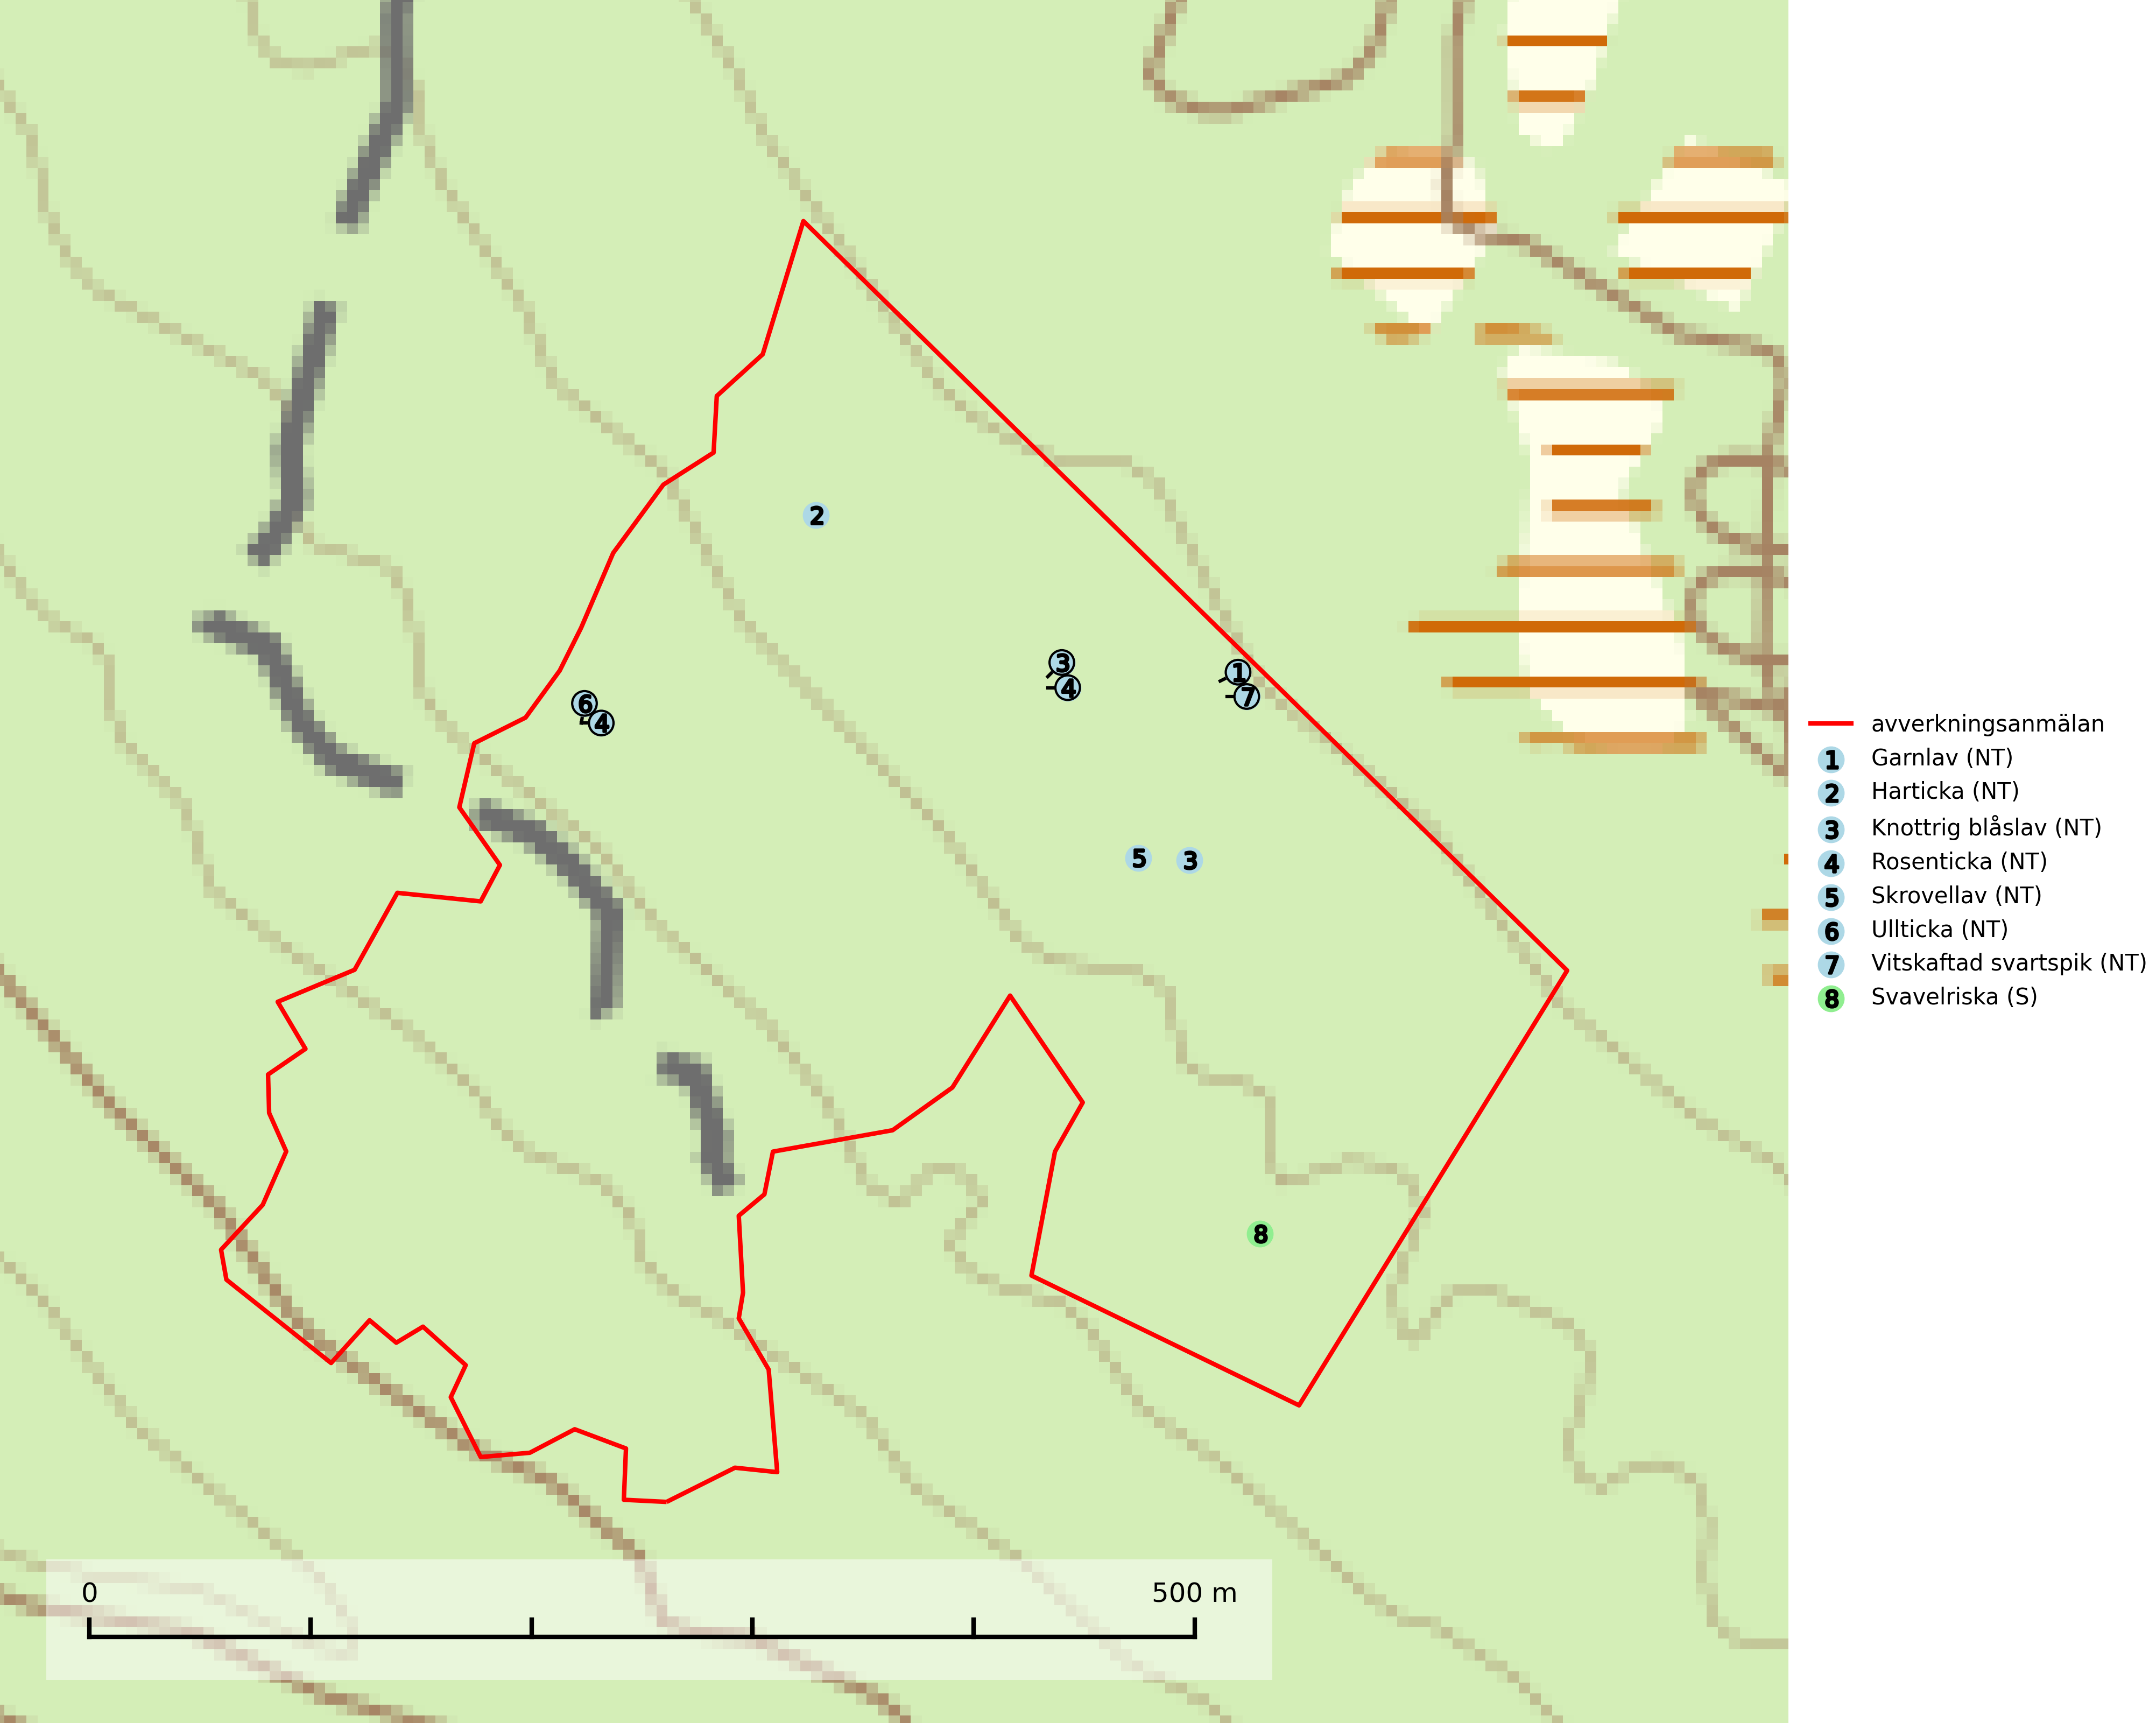 2
3
4
1
7
6
4
5
3
8
0
500 m
avverkningsanmälan
1 Garnlav (NT)
2 Harticka (NT)
3 Knottrig blåslav (NT)
4 Rosenticka (NT)
5 Skrovellav (NT)
6 Ullticka (NT)
7 Vitskaftad svartspik (NT)
8 Svavelriska (S)